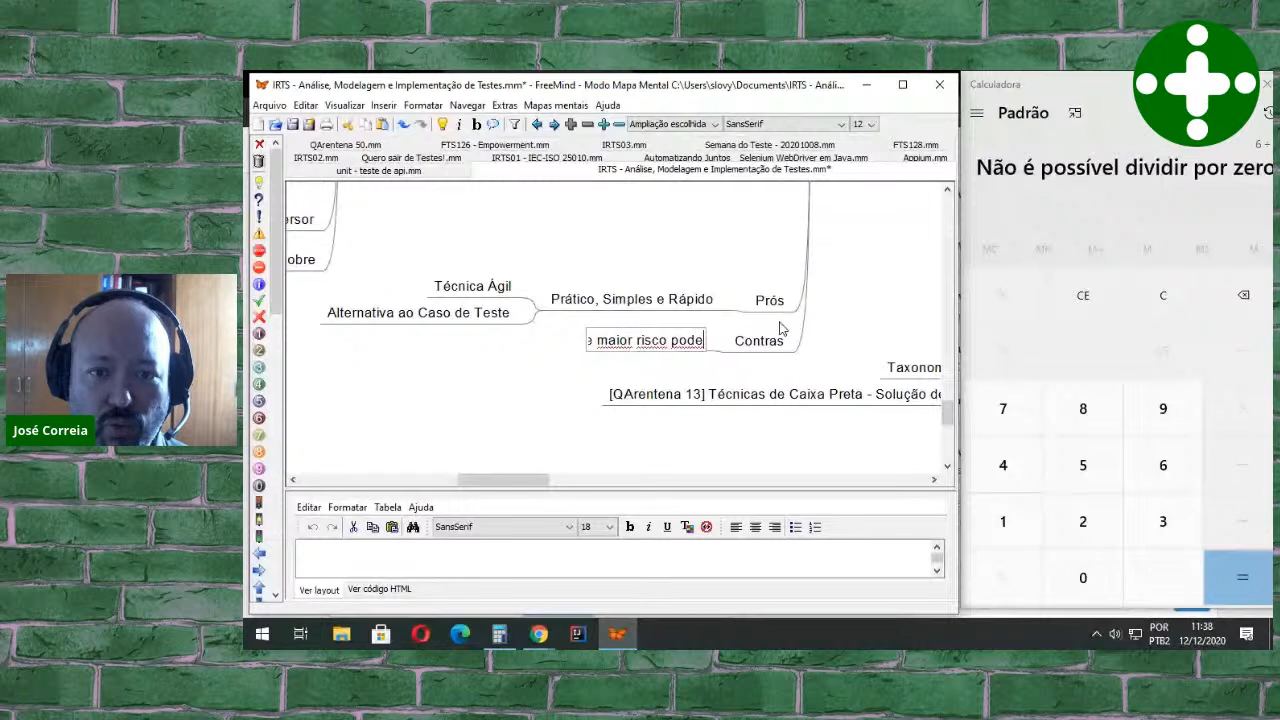 IRTS - Análise, Modelagem e Implementação de Testes.mm* - FreeMind - Modo Mapa Mental C:\Users\slovy\Documents\IRTS - Análi...
Arquivo Editar Visualizar Inserir Formatar Navegar Extras Mapas mentais Ajuda
Ampliação escolhida SansSerif 12
QArentena 50.mm FTS126 - Empowerment.mm IRTS03.mm Semana do Teste - 20201008.mm FTS128.mm
IRTS02.mm Quero sair de Testes!.mm IRTS01 - IEC-ISO 25010.mm Automatizando Juntos Selenium WebDriver em Java.mm Appium.mm
unit - teste de api.mm IRTS - Análise, Modelagem e Implementação de Testes.mm*
ersor
obre
Técnica Ágil
Alternativa ao Caso de Teste
Prático, Simples e Rápido
Prós
e maior risco pode
Contras
Taxonom
[QArentena 13] Técnicas de Caixa Preta - Solução de
Editar Formatar Tabela Ajuda
SansSerif 18
Ver layout Ver código HTML
José Correia
Calculadora
Padrão
6 ÷
Não é possível dividir por zero
MC MR M+ M- MS M
CE C
7 8 9
4 5 6
1 2 3
0 =
POR
PTB2
11:38
12/12/2020